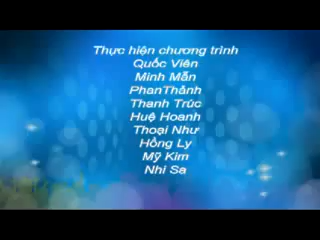 Thực hiện chương trình
Quốc Viên
Minh Mẫn
PhanThành
Thanh Trúc
Huệ Hoanh
Thoại Như
Hồng Ly
Mỹ Kim
Nhi Sa